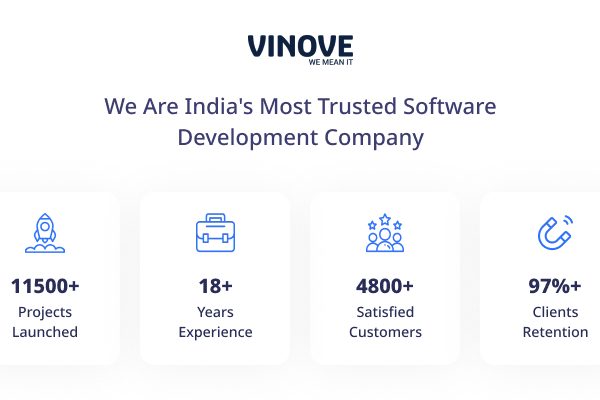 VINOVE
WE MEAN IT
We Are India's Most Trusted Software
Development Company
11500+
Projects
Launched
18+
Years
Experience
4800+
Satisfied
Customers
97%+
Clients
Retention